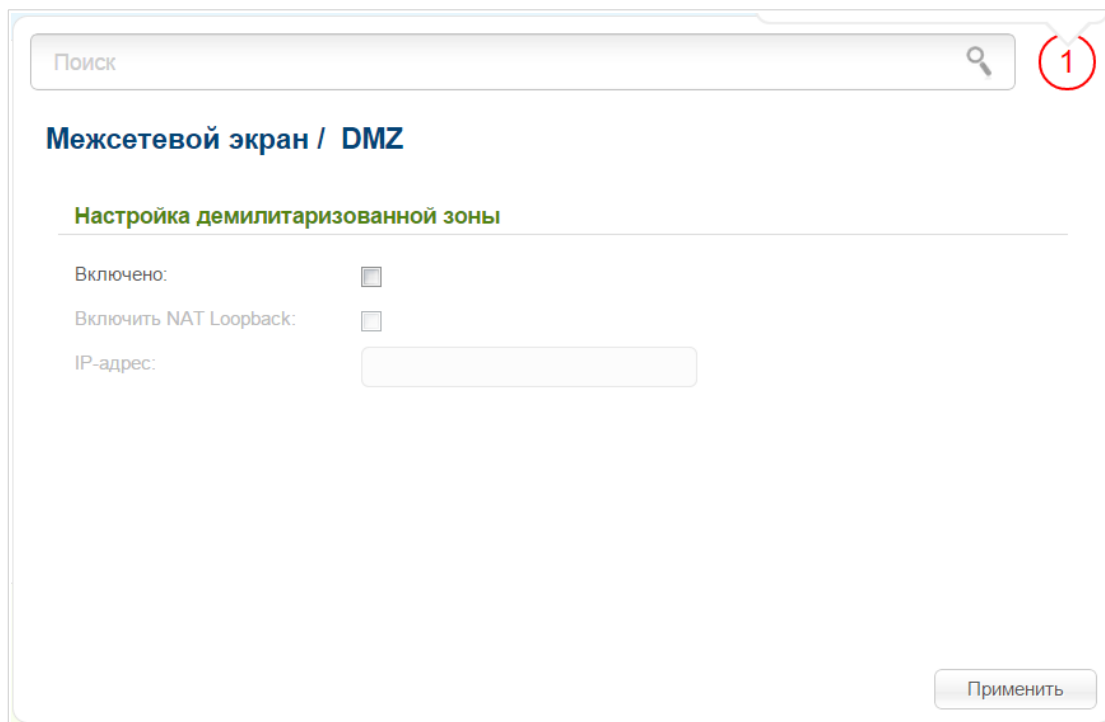 Поиск
1
Межсетевой экран / DMZ
Настройка демилитаризованной зоны
Включено:
Включить NAT Loopback:
IP-адрес:
Применить